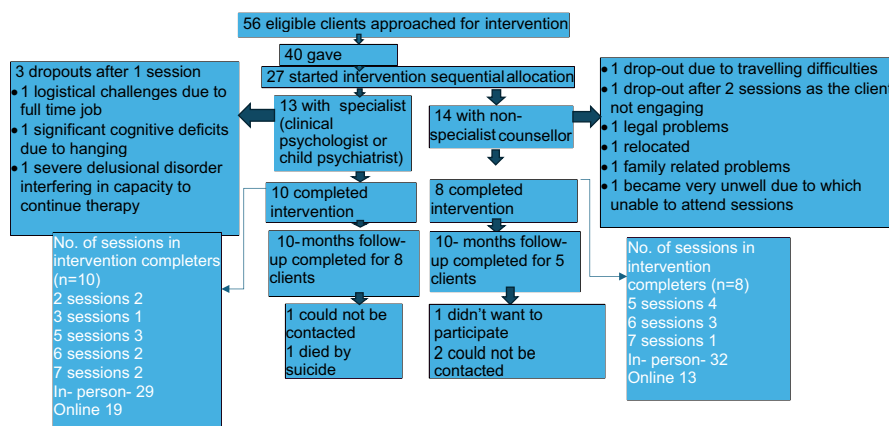 56 eligible clients approached for intervention
40 gave
27 started intervention sequential allocation
3 dropouts after 1 session
• 1 logistical challenges due to
full time job
• 1 significant cognitive deficits
due to hanging
• 1 severe delusional disorder
interfering in capacity to
continue therapy
13 with specialist
(clinical
psychologist or
child psychiatrist)
14 with non-
specialist
counsellor
• 1 drop-out due to travelling difficulties
• 1 drop-out after 2 sessions as the client
not engaging
• 1 legal problems
• 1 relocated
• 1 family related problems
• 1 became very unwell due to which
unable to attend sessions
10 completed
intervention
8 completed
intervention
No. of sessions in
intervention completers
(n=10)
2 sessions 2
3 sessions 1
5 sessions 3
6 sessions 2
7 sessions 2
In- person- 29
Online 19
10- months follow-
up completed for 8
clients
10- months follow-
up completed for 5
clients
No. of sessions in
intervention
completers (n=8)
5 sessions 4
6 sessions 3
7 sessions 1
In-person- 32
Online 13
1 could not be
contacted
1 died by
suicide
1 didn't want to
participate
2 could not be
contacted